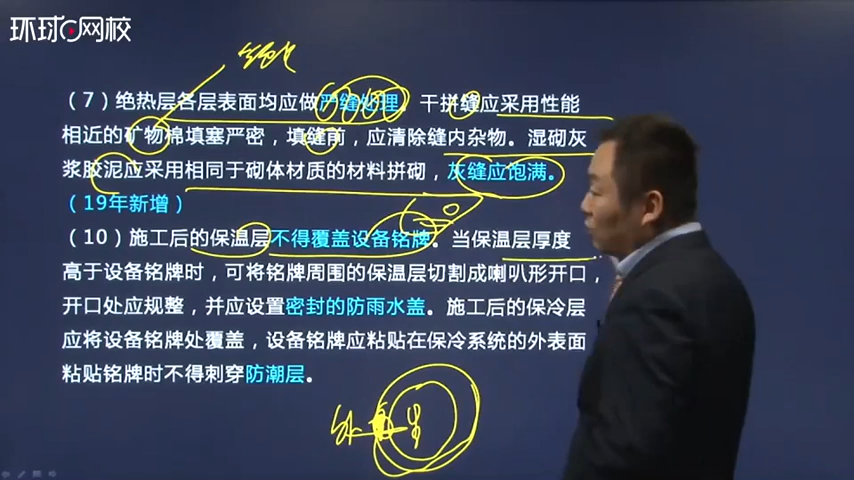 环球网校
（7）绝热层各层表面均应做严缝处理。干拼缝应采用性能
相近的矿物棉填塞严密，填缝前，应清除缝内杂物。湿砌灰
浆胶泥应采用相同于砌体材质的材料拼砌，灰缝应饱满。
（19年新增）
（10）施工后的保温层不得覆盖设备铭牌。当保温层厚度
高于设备铭牌时，可将铭牌周围的保温层切割成喇叭形开口，
开口处应规整，并应设置密封的防雨水盖。施工后的保冷层
应将设备铭牌处覆盖，设备铭牌应粘贴在保冷系统的外表面
粘贴铭牌时不得刺穿防潮层。